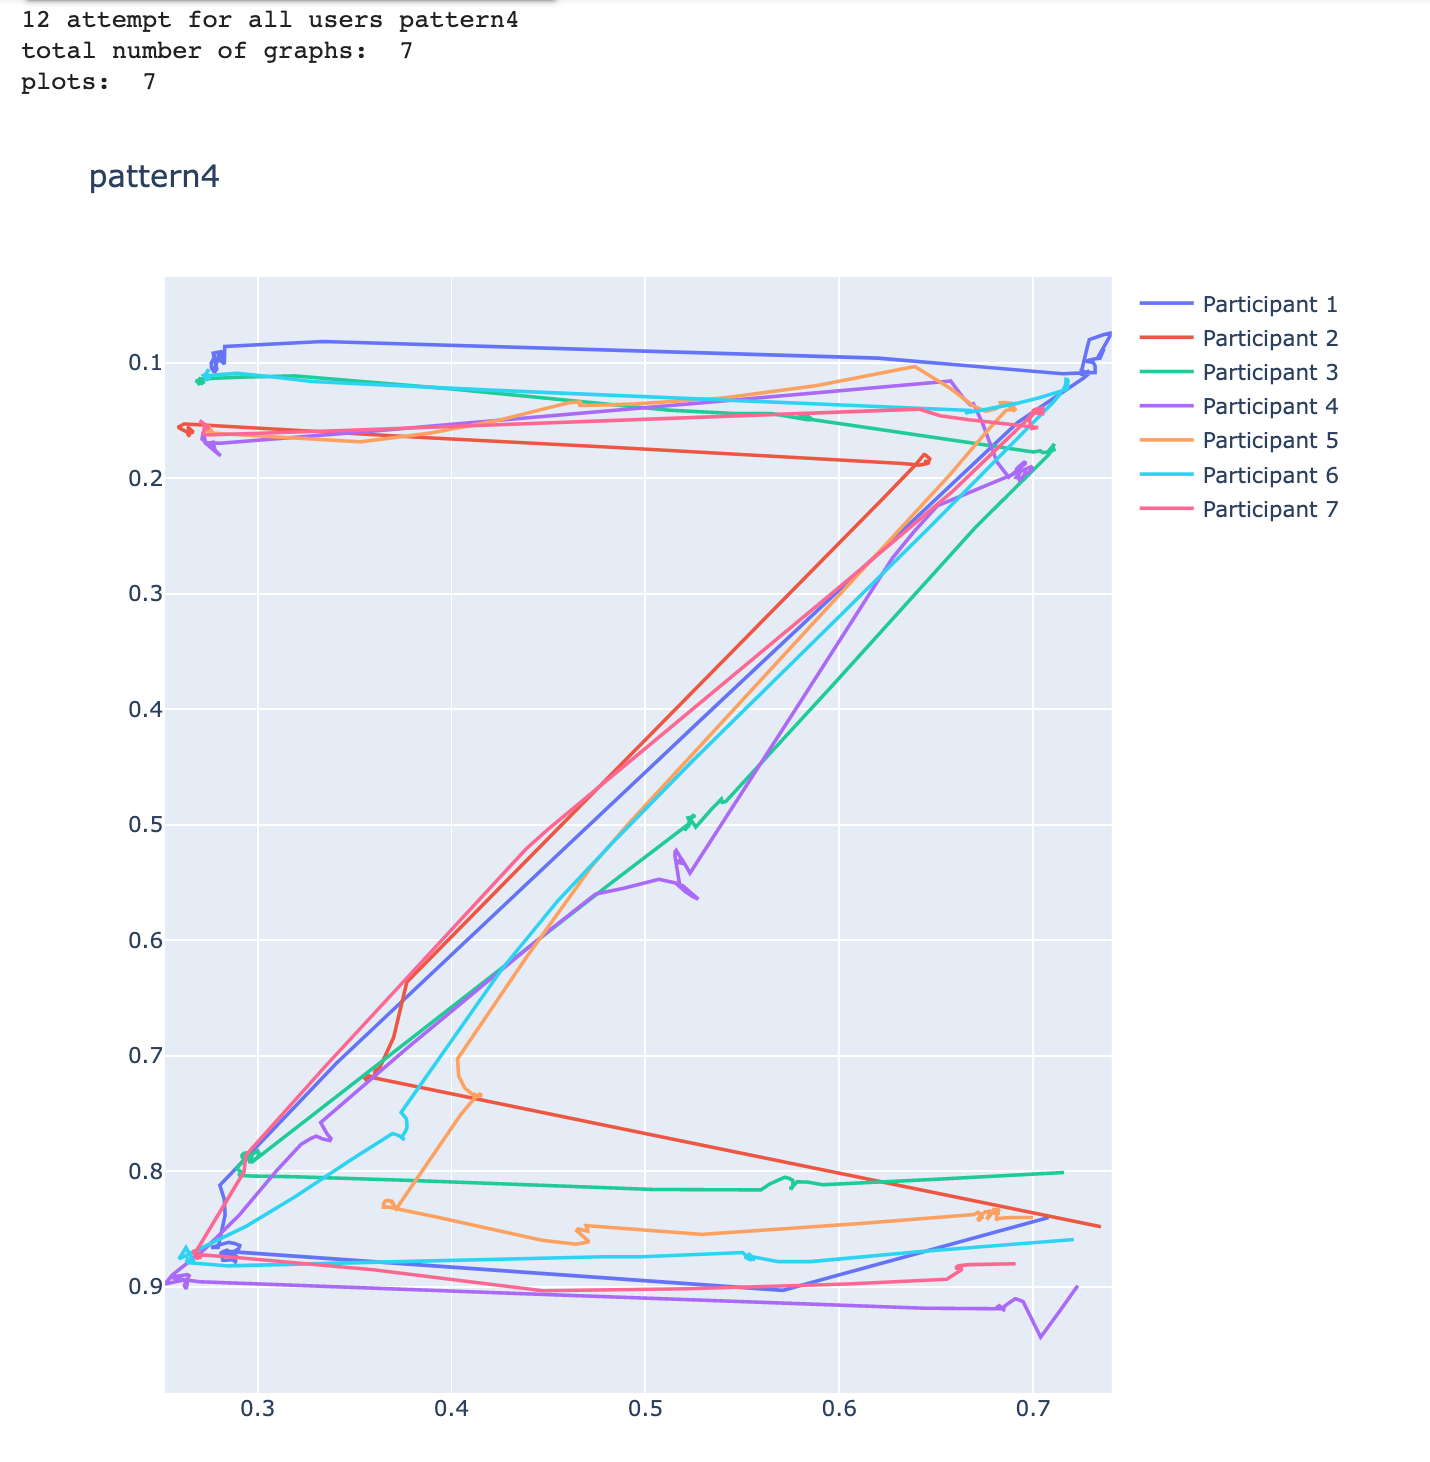 12 attempt for all users pattern4
total number of graphs:  7
plots:  7
pattern4
Participant 1
Participant 2
Participant 3
Participant 4
Participant 5
Participant 6
Participant 7
0.1
0.2
0.3
0.4
0.5
0.6
0.7
0.8
0.9
0.3 0.4 0.5 0.6 0.7